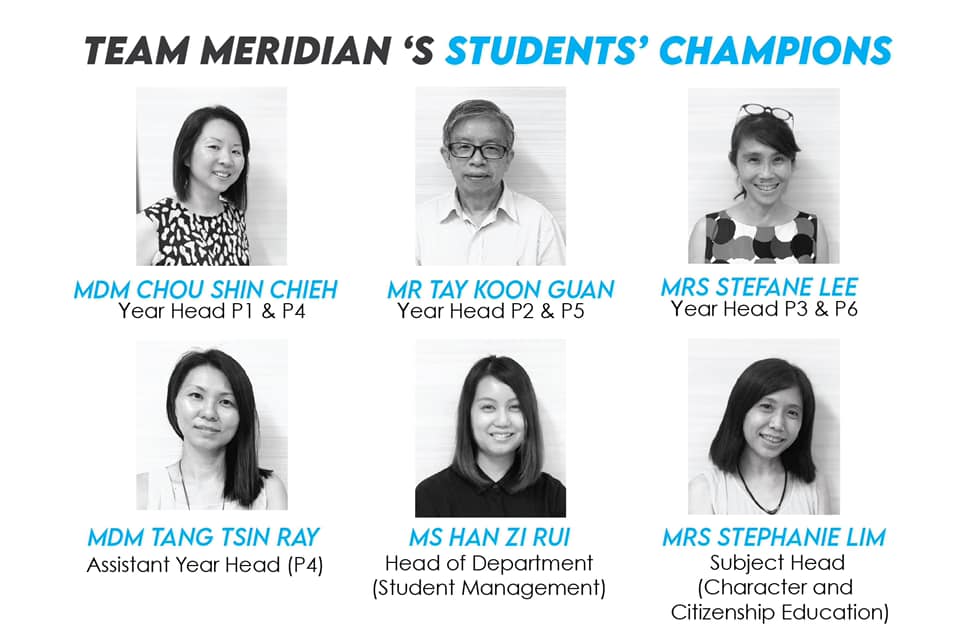 TEAM MERIDIAN ‘S STUDENTS’ CHAMPIONS
MDM CHOU SHIN CHIEH
Year Head P1 & P4
MR TAY KOON GUAN
Year Head P2 & P5
MRS STEFANE LEE
Year Head P3 & P6
MDM TANG TSIN RAY
Assistant Year Head (P4)
MS HAN ZI RUI
Head of Department
(Student Management)
MRS STEPHANIE LIM
Subject Head
(Character and
Citizenship Education)